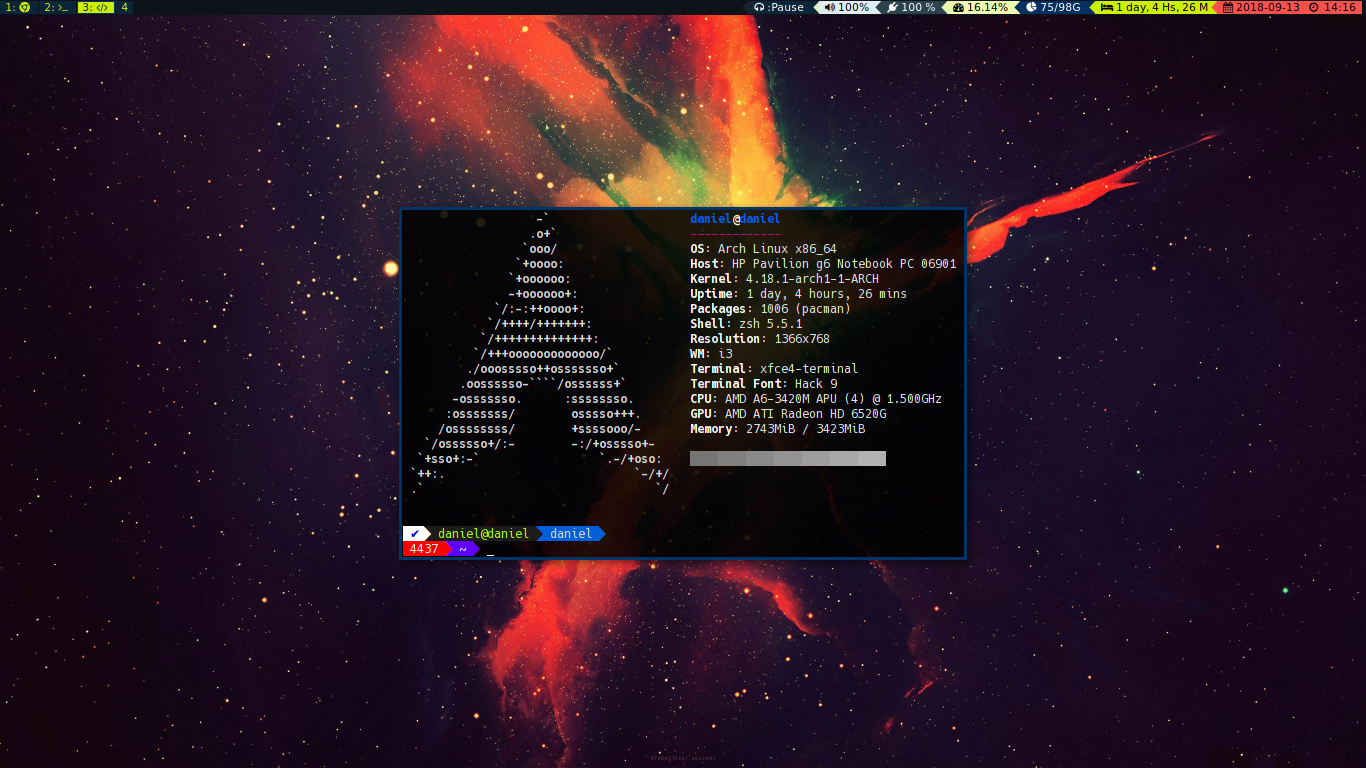 1: 2: >_ 3: </> 4 :Pause 100% 100 % 16.14% 75/98G 1 day, 4 Hs, 26 M 2018-09-13 14:16
-`
.o+`
`ooo/
`+oooo:
`+oooooo:
-+oooooo+:
`/:-:++oooo+:
`/++++/+++++++:
`/++++++++++++++:
`/+++ooooooooooooo/`
./ooosssso++osssssso+`
.oossssso-````/ossssss+`
-osssssso. :ssssssso.
:osssssss/ osssso+++.
/ossssssss/ +ssssooo/-
`/ossssso+/:- -:/+osssso+-
`+sso+:-` `.-/+oso:
`++:. `-/+/
.` `/
daniel@daniel
-------------
OS: Arch Linux x86_64
Host: HP Pavilion g6 Notebook PC 06901
Kernel: 4.18.1-arch1-1-ARCH
Uptime: 1 day, 4 hours, 26 mins
Packages: 1006 (pacman)
Shell: zsh 5.5.1
Resolution: 1366x768
WM: i3
Terminal: xfce4-terminal
Terminal Font: Hack 9
CPU: AMD A6-3420M APU (4) @ 1.500GHz
GPU: AMD ATI Radeon HD 6520G
Memory: 2743MiB / 3423MiB
✔ daniel@daniel daniel
4437 ~ _